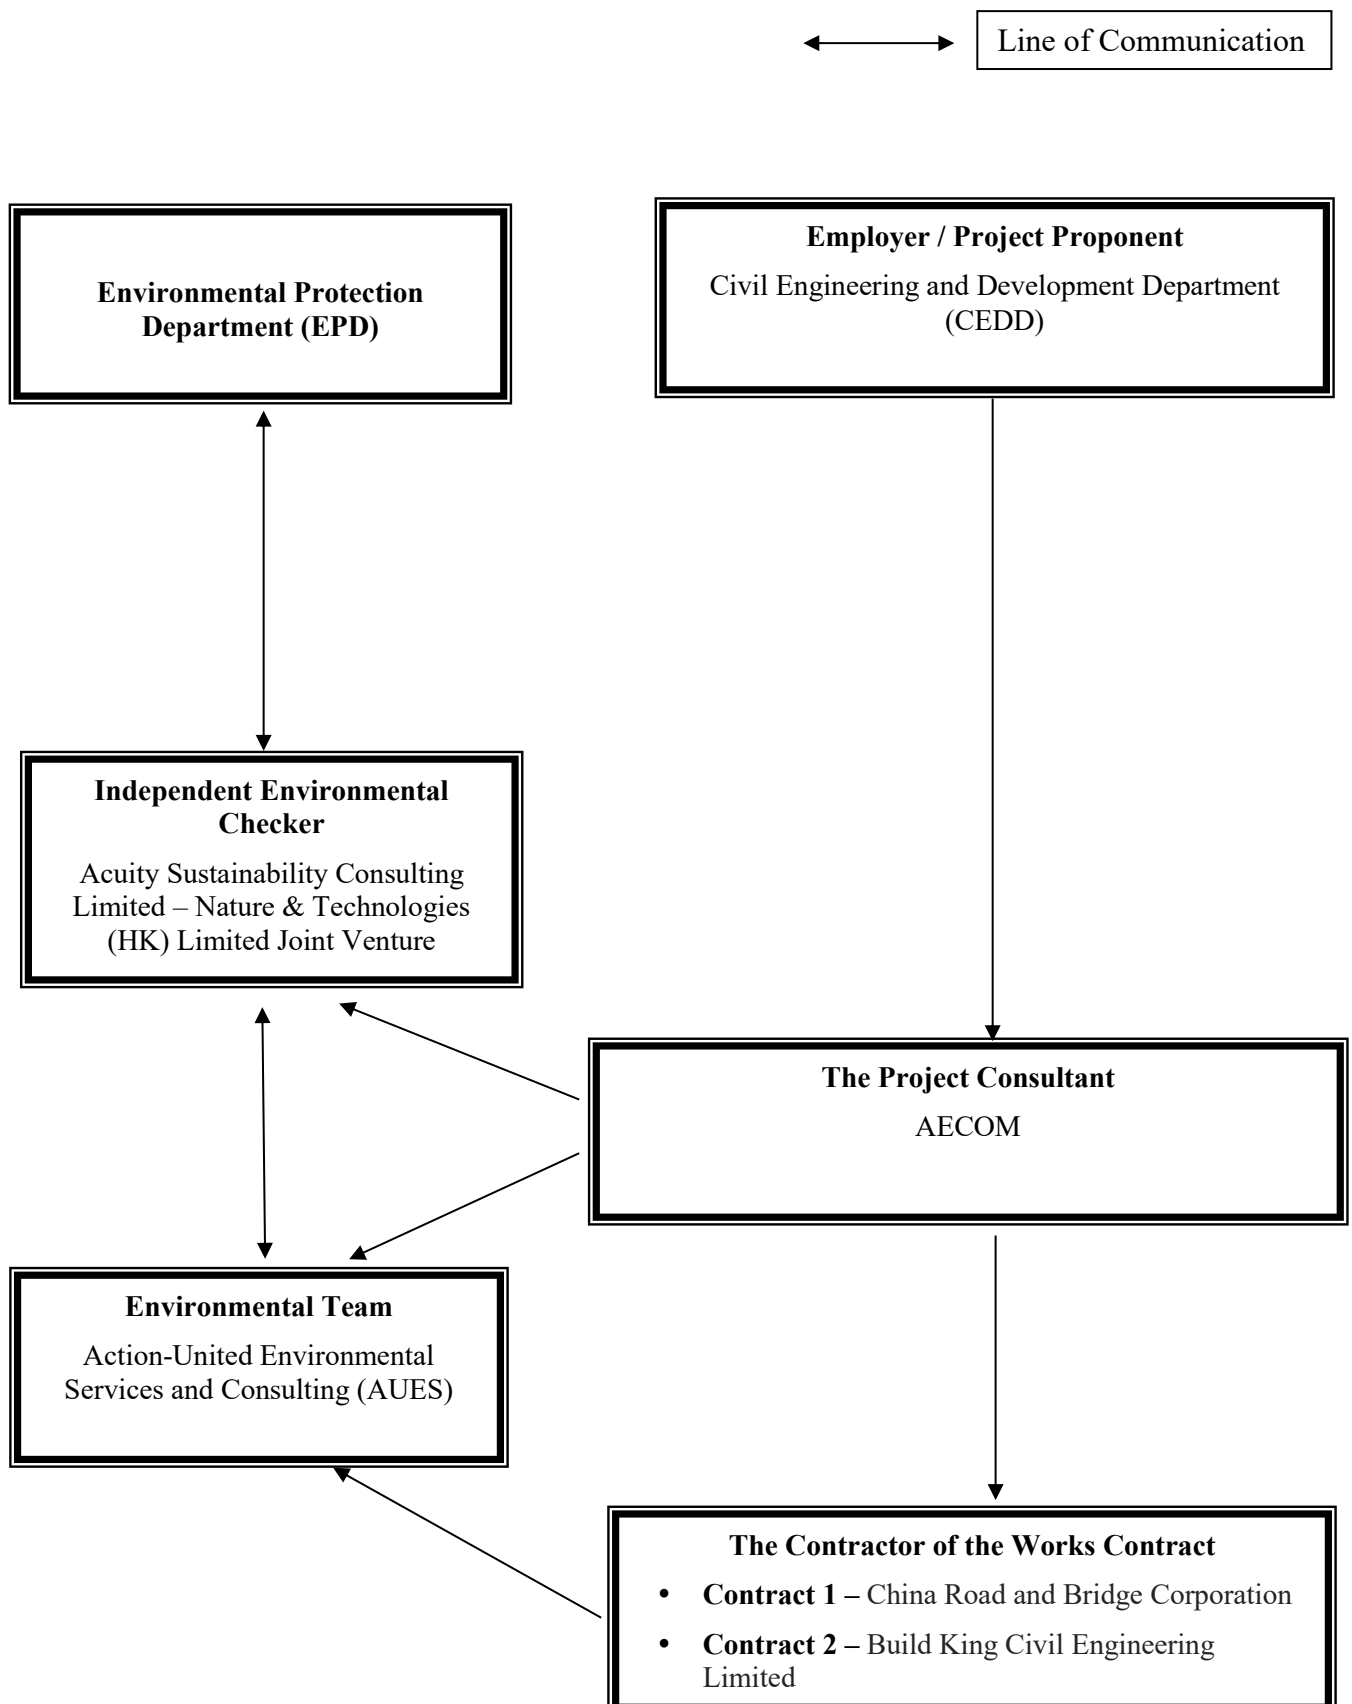 Line of Communication
Environmental Protection
Department (EPD)
Employer / Project Proponent
Civil Engineering and Development Department
(CEDD)
Independent Environmental
Checker
Acuity Sustainability Consulting
Limited – Nature & Technologies
(HK) Limited Joint Venture
The Project Consultant
AECOM
Environmental Team
Action-United Environmental
Services and Consulting (AUES)
The Contractor of the Works Contract
• Contract 1 – China Road and Bridge Corporation
• Contract 2 – Build King Civil Engineering
Limited